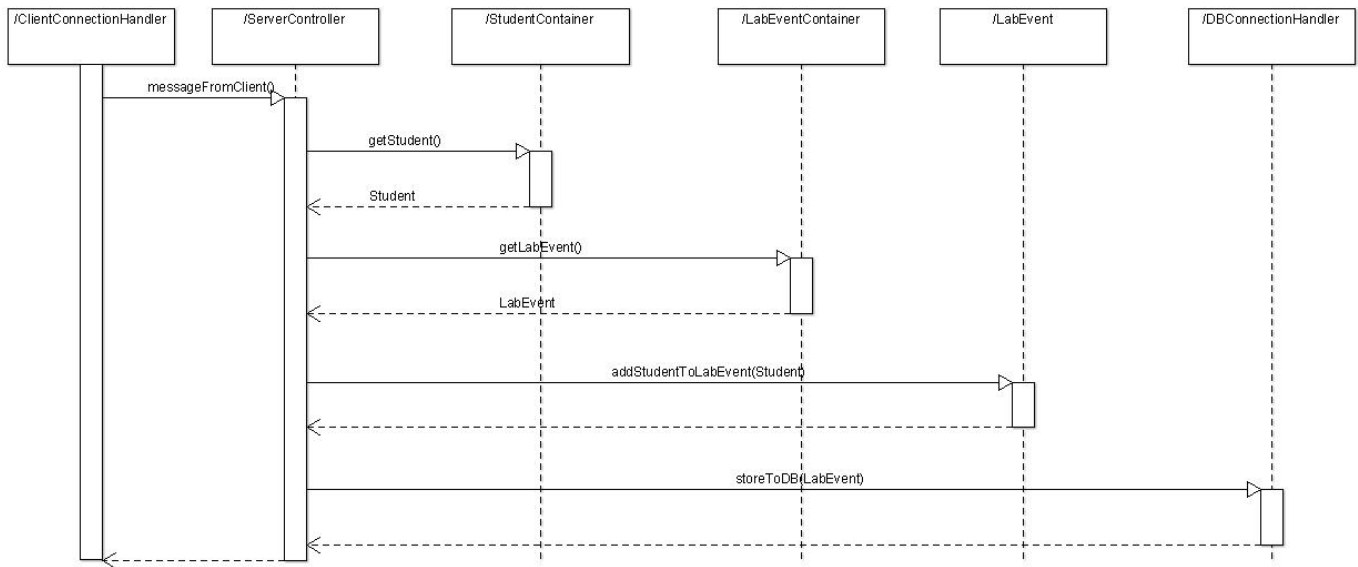 /ClientConnectionHandler
/ServerController
/StudentContainer
/LabEventContainer
/LabEvent
/DBConnectionHandler
messageFromClient()
getStudent()
Student
getLabEvent()
LabEvent
addStudentToLabEvent(Student)
storeToDB(LabEvent)